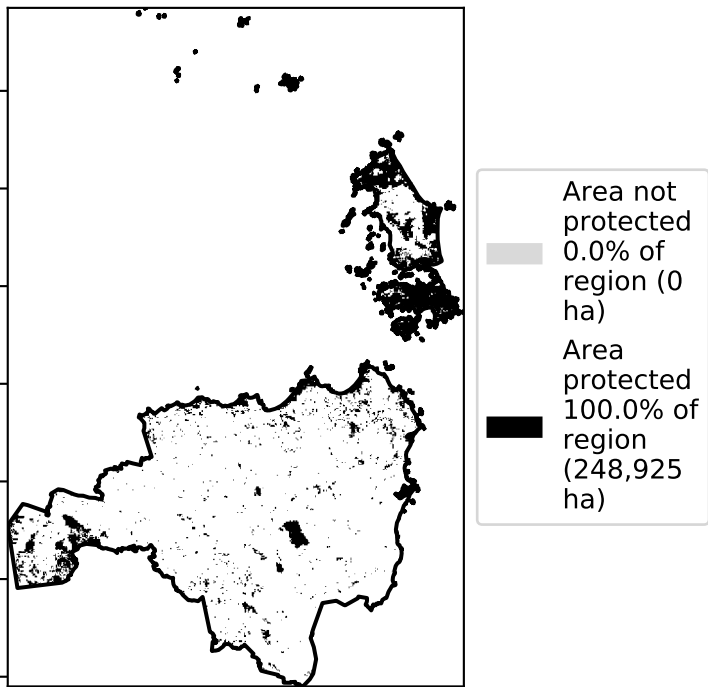 Area not
protected
0.0% of
region (0
ha)
Area
protected
100.0% of
region
(248,925
ha)